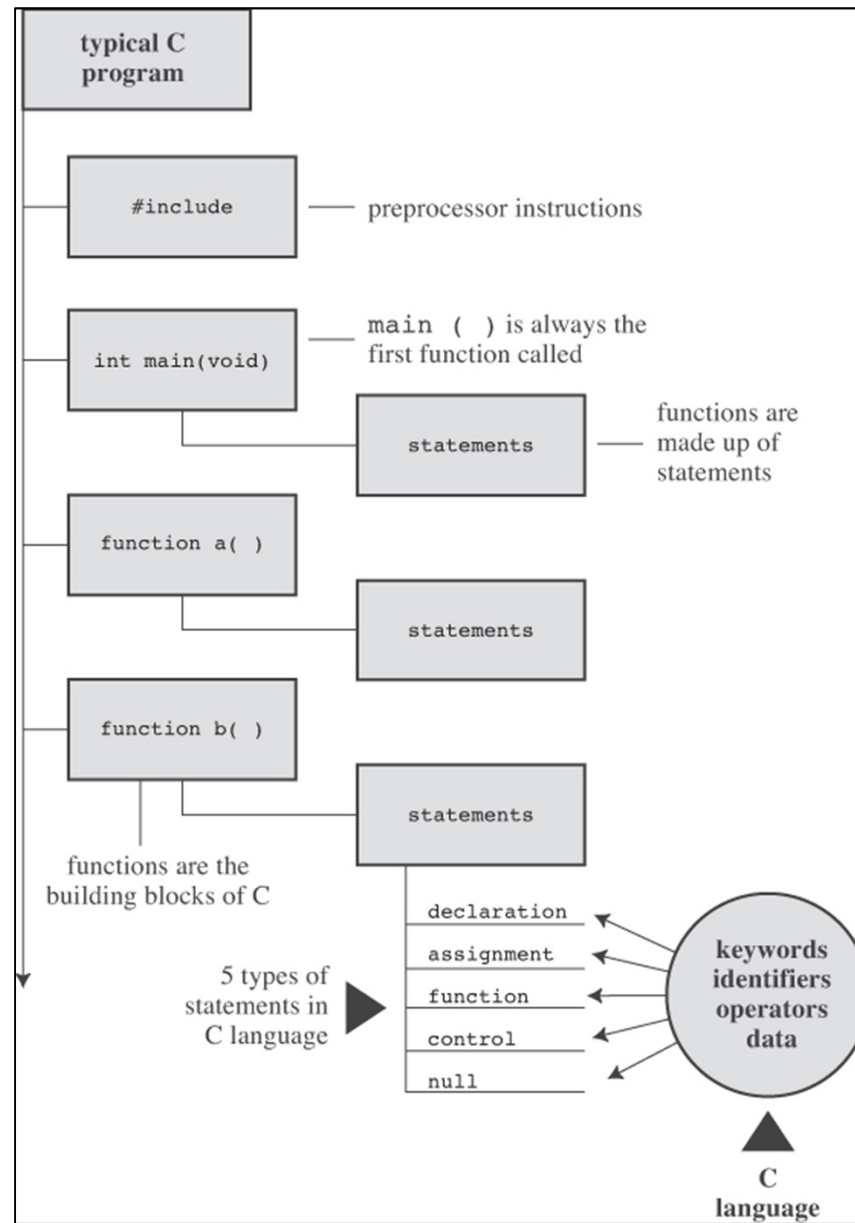 typical C
program
#include
preprocessor instructions
int main(void)
main ( ) is always the
first function called
statements
functions are
made up of
statements
function a( )
statements
function b( )
statements
functions are the
building blocks of C
declaration
assignment
function
control
null
5 types of
statements in
C language
keywords
identifiers
operators
data
C
language